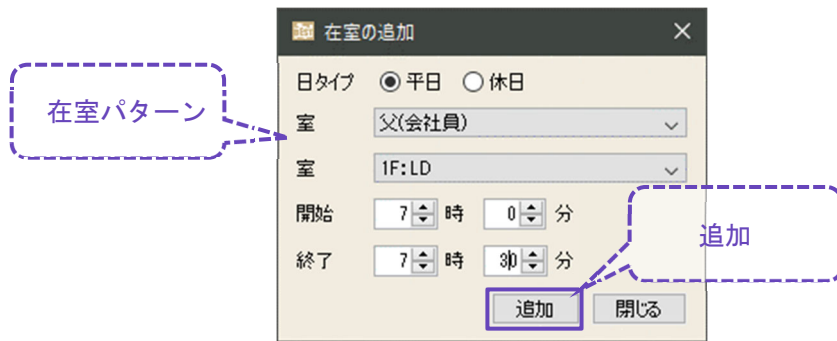 在室の追加
日タイプ 平日 休日
在室パターン
室 父(会社員)
室 1F:LD
開始 7 時 0 分
追加
終了 7 時 30 分
追加 閉じる